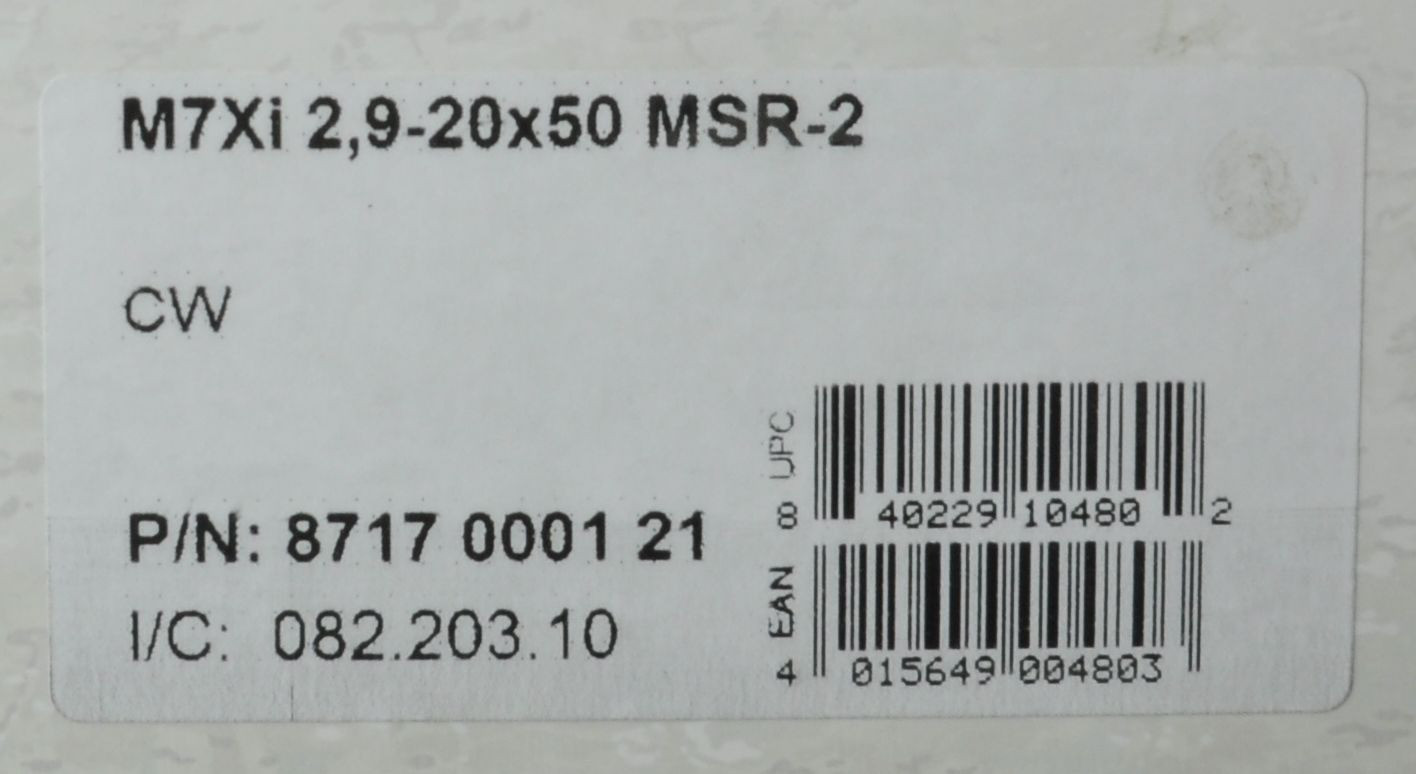 M7Xi 2,9-20x50 MSR-2
CW
P/N: 8717 0001 21
I/C: 082.203.10
UPC
8 40229 10480 2
EAN
4 015649 004803